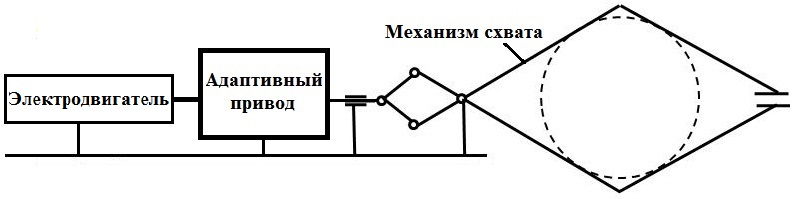 Механизм схвата
Адаптивный
привод
Электродвигатель